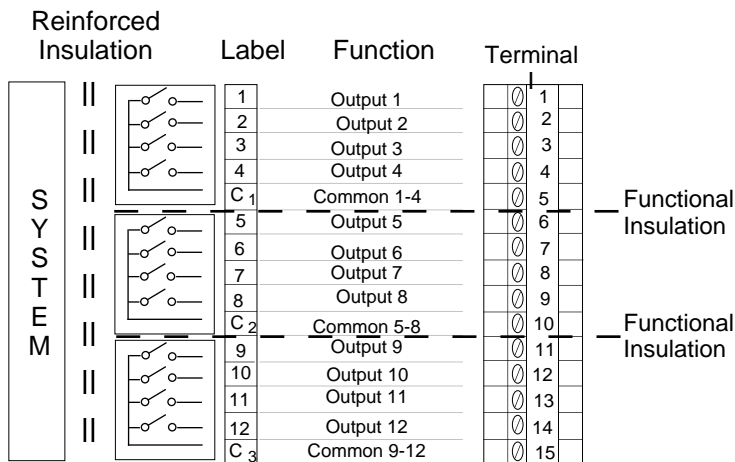 Reinforced
Insulation Label Function Terminal
1 Output 1 1
2 Output 2 2
3 Output 3 3
4 Output 4 4
C 1 Common 1-4 5
Functional
Insulation
5 Output 5 6
6 Output 6 7
7 Output 7 8
8 Output 8 9
C 2 Common 5-8 10
Functional
Insulation
9 Output 9 11
10 Output 10 12
11 Output 11 13
12 Output 12 14
C 3 Common 9-12 15
SYSTEM